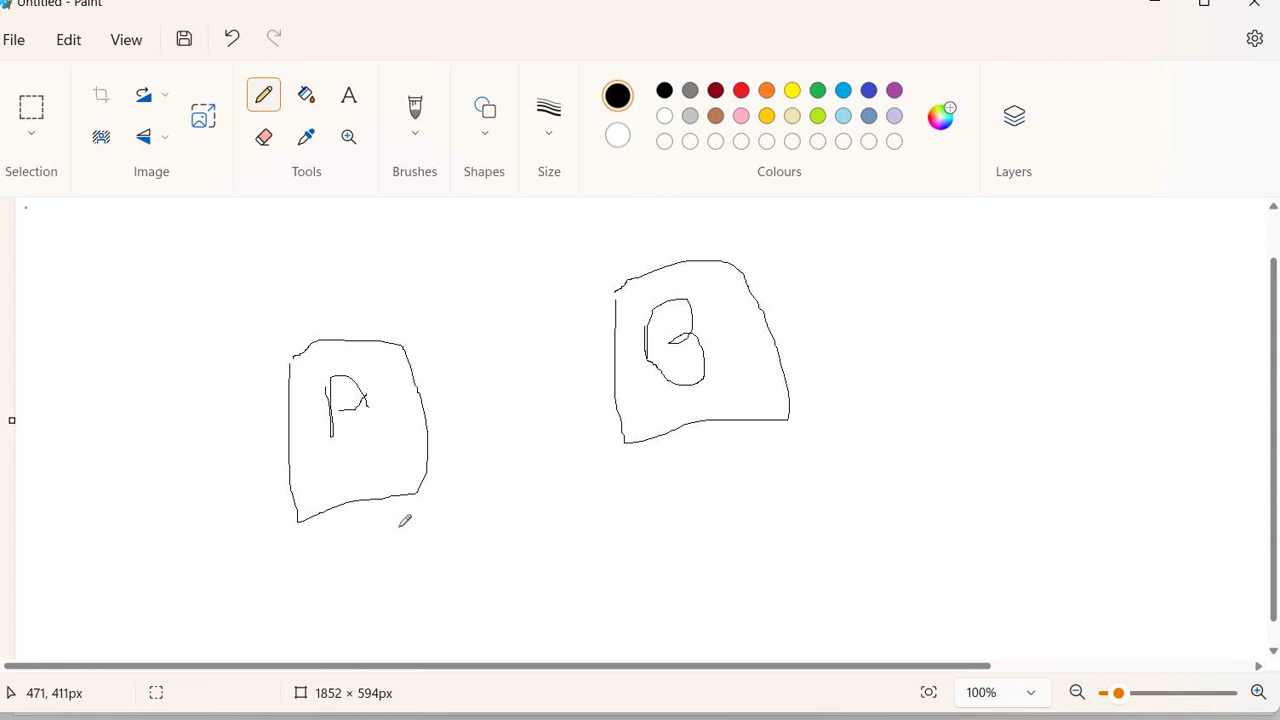 Untitled - Paint
File Edit View
Selection Image Tools Brushes Shapes Size Colours Layers
P
471, 411px 1852 × 594px 100%